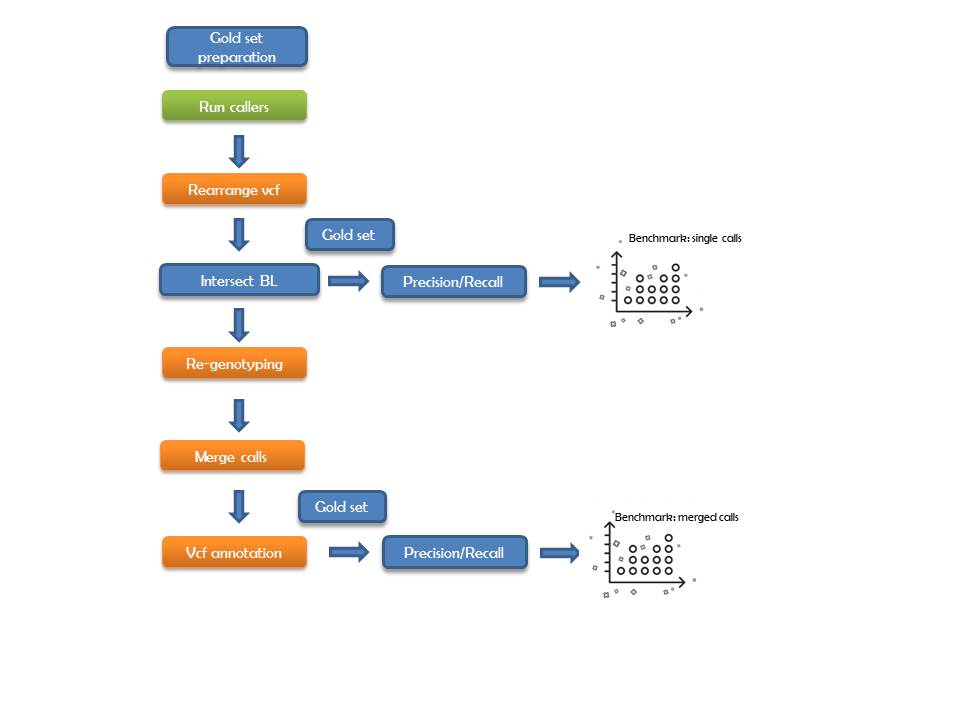 Gold set
preparation
Run callers
Rearrange vcf
Gold set
Benchmark: single calls
Intersect BL
Precision/Recall
Re-genotyping
Merge calls
Gold set
Benchmark: merged calls
Vcf annotation
Precision/Recall